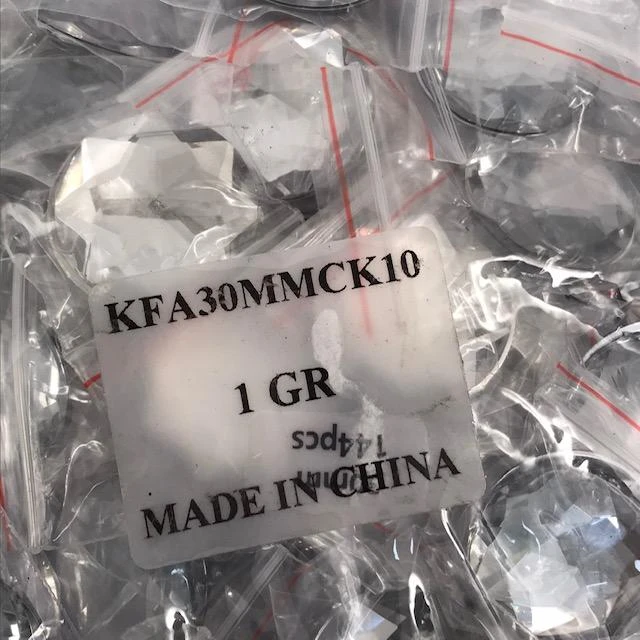 KFA30MMCK10
1 GR
144pcs
MADE IN CHINA